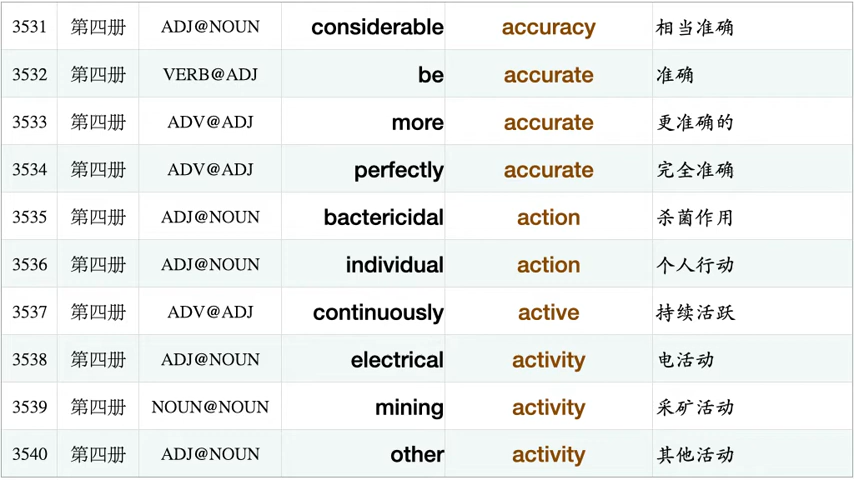 3531 第四册 ADJ@NOUN considerable accuracy 相当准确
3532 第四册 VERB@ADJ be accurate 准确
3533 第四册 ADV@ADJ more accurate 更准确的
3534 第四册 ADV@ADJ perfectly accurate 完全准确
3535 第四册 ADJ@NOUN bactericidal action 杀菌作用
3536 第四册 ADJ@NOUN individual action 个人行动
3537 第四册 ADV@ADJ continuously active 持续活跃
3538 第四册 ADJ@NOUN electrical activity 电活动
3539 第四册 NOUN@NOUN mining activity 采矿活动
3540 第四册 ADJ@NOUN other activity 其他活动